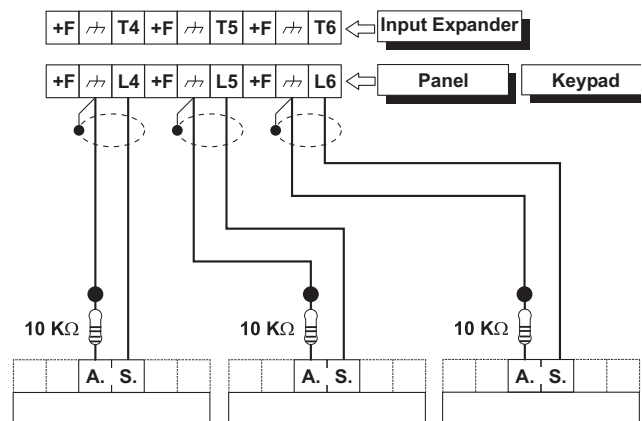 +F T4 +F T5 +F T6 Input Expander
+F L4 +F L5 +F L6 Panel Keypad
10 KΩ 10 KΩ 10 KΩ
A. S. A. S. A. S.